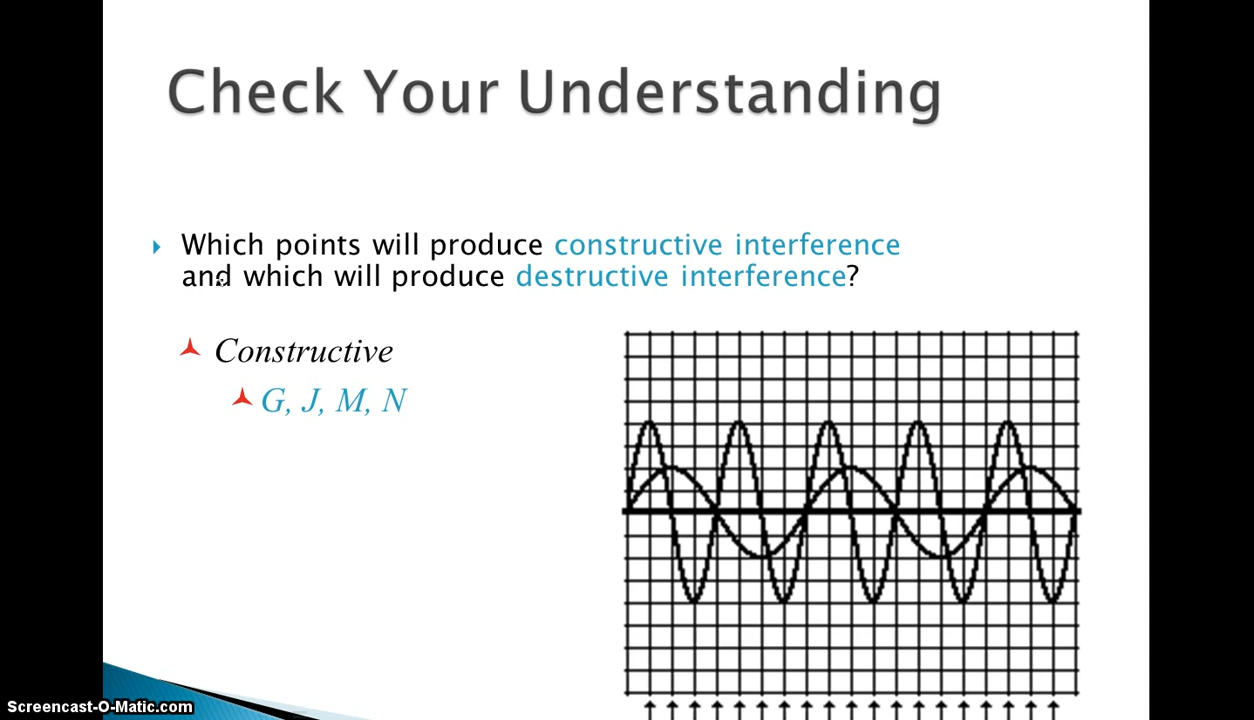 Check Your Understanding
Which points will produce constructive interference
and which will produce destructive interference?
Constructive
G, J, M, N
Screencast-O-Matic.com